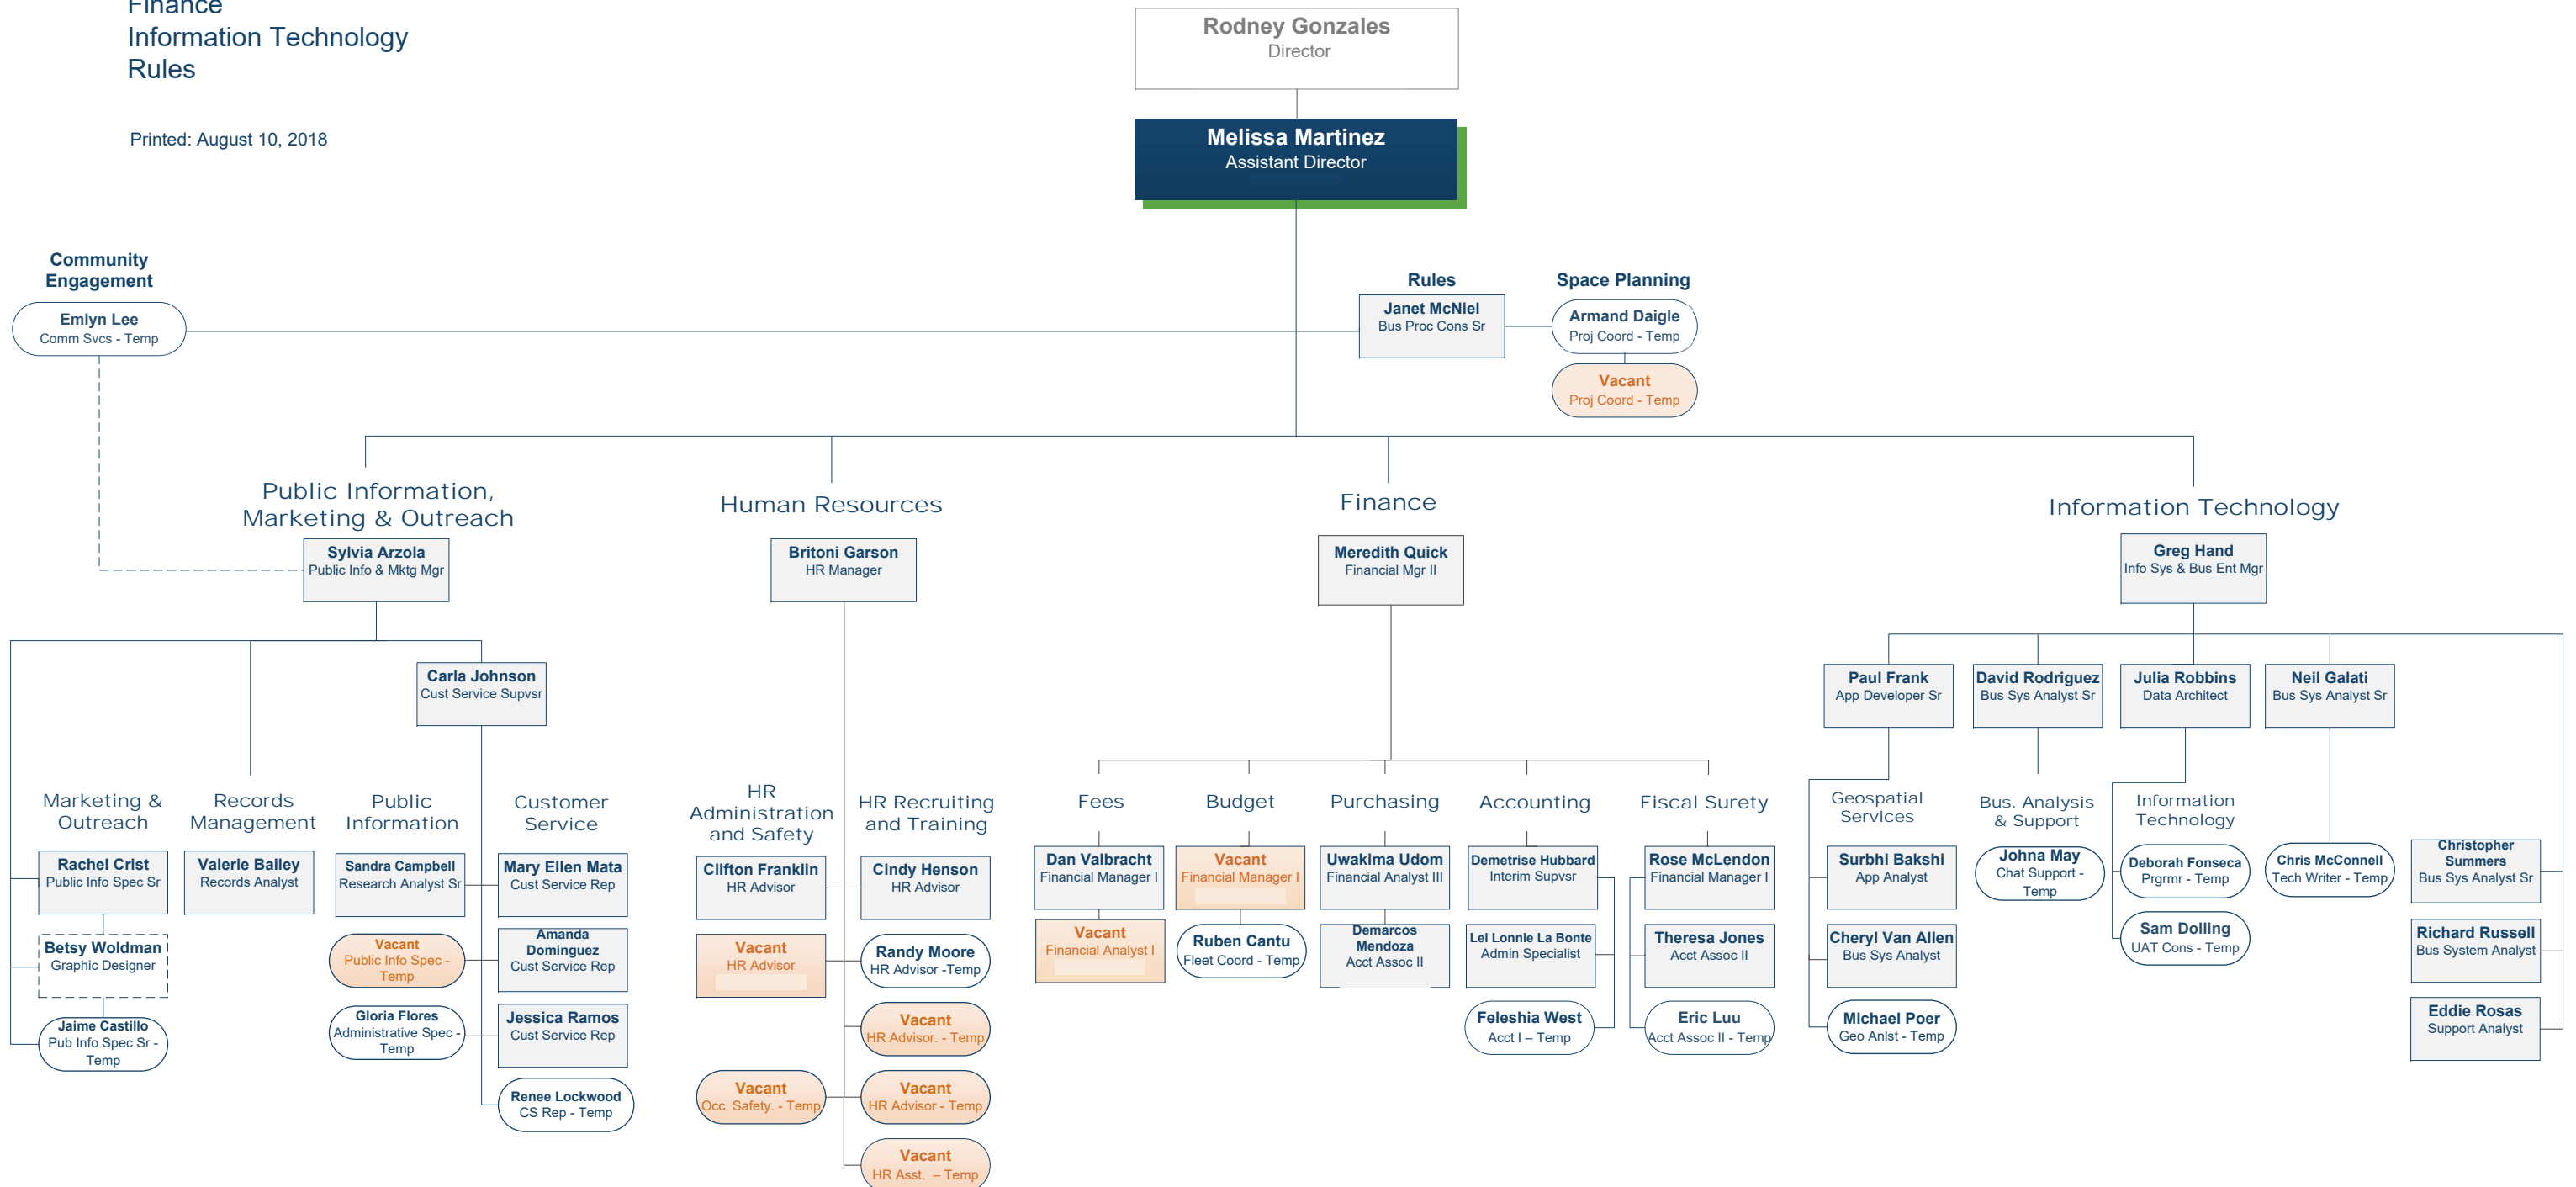 Finance
Information Technology
Rules
Printed: August 10, 2018
Rodney Gonzales
Director
Melissa Martinez
Assistant Director
Community
Engagement
Emlyn Lee
Comm Svcs - Temp
Rules
Janet McNiel
Bus Proc Cons Sr
Space Planning
Armand Daigle
Proj Coord - Temp
Vacant
Proj Coord - Temp
Public Information,
Marketing & Outreach
Sylvia Arzola
Public Info & Mktg Mgr
Human Resources
Britoni Garson
HR Manager
Finance
Meredith Quick
Financial Mgr II
Information Technology
Greg Hand
Info Sys & Bus Ent Mgr
Carla Johnson
Cust Service Supvsr
Marketing &
Outreach
Rachel Crist
Public Info Spec Sr
Betsy Woldman
Graphic Designer
Jaime Castillo
Pub Info Spec Sr -
Temp
Records
Management
Valerie Bailey
Records Analyst
Public
Information
Sandra Campbell
Research Analyst Sr
Vacant
Public Info Spec -
Temp
Gloria Flores
Administrative Spec -
Temp
Customer
Service
Mary Ellen Mata
Cust Service Rep
Amanda
Dominguez
Cust Service Rep
Jessica Ramos
Cust Service Rep
Renee Lockwood
CS Rep - Temp
HR
Administration
and Safety
Clifton Franklin
HR Advisor
Vacant
HR Advisor
Vacant
Occ. Safety. - Temp
HR Recruiting
and Training
Cindy Henson
HR Advisor
Randy Moore
HR Advisor -Temp
Vacant
HR Advisor. - Temp
Vacant
HR Advisor - Temp
Vacant
HR Asst. – Temp
Fees
Dan Valbracht
Financial Manager I
Vacant
Financial Analyst I
Budget
Vacant
Financial Manager I
Ruben Cantu
Fleet Coord - Temp
Purchasing
Uwakima Udom
Financial Analyst III
Demarcos
Mendoza
Acct Assoc II
Accounting
Demetrise Hubbard
Interim Supvsr
Lei Lonnie La Bonte
Admin Specialist
Feleshia West
Acct I – Temp
Fiscal Surety
Rose McLendon
Financial Manager I
Theresa Jones
Acct Assoc II
Eric Luu
Acct Assoc II - Temp
Paul Frank
App Developer Sr
Geospatial
Services
Surbhi Bakshi
App Analyst
Cheryl Van Allen
Bus Sys Analyst
Michael Poer
Geo Anlst - Temp
David Rodriguez
Bus Sys Analyst Sr
Bus. Analysis
& Support
Johna May
Chat Support -
Temp
Julia Robbins
Data Architect
Information
Technology
Deborah Fonseca
Prgrmr - Temp
Sam Dolling
UAT Cons - Temp
Neil Galati
Bus Sys Analyst Sr
Chris McConnell
Tech Writer - Temp
Christopher
Summers
Bus Sys Analyst Sr
Richard Russell
Bus System Analyst
Eddie Rosas
Support Analyst